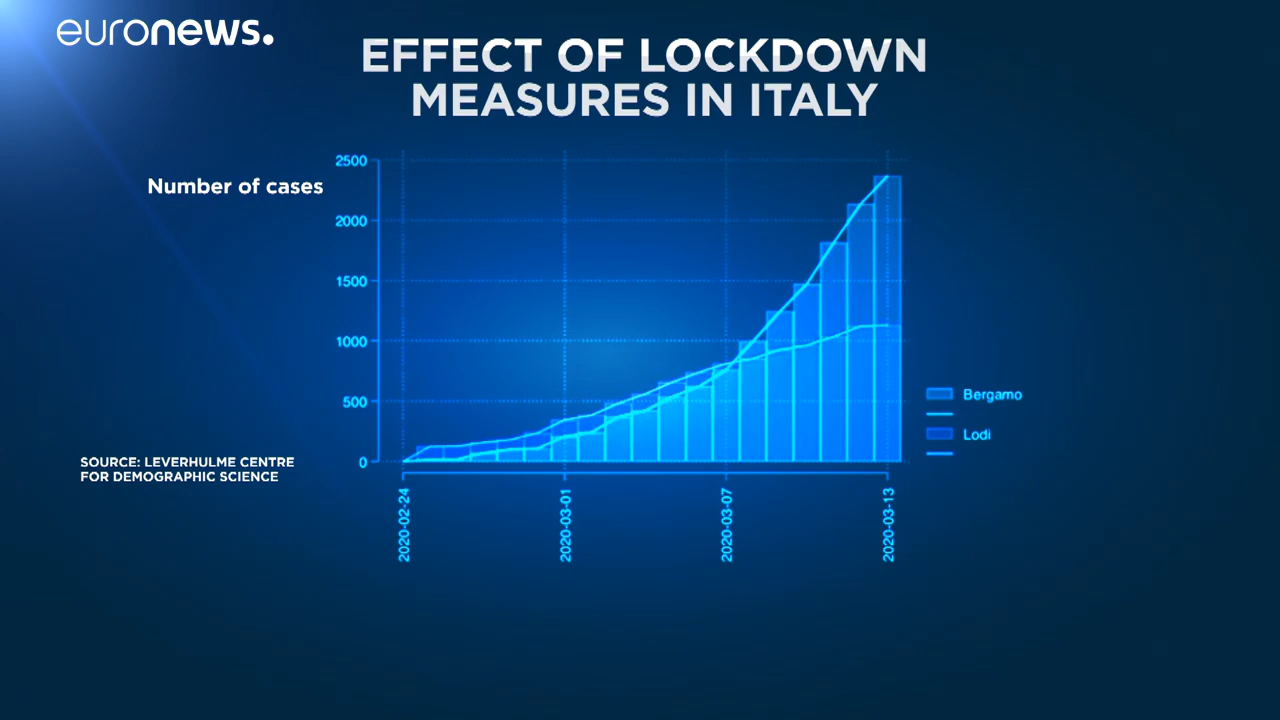 euronews.
EFFECT OF LOCKDOWN
MEASURES IN ITALY
Number of cases
2500
2000
1500
1000
500
0
2020-02-24
2020-03-01
2020-03-07
2020-03-13
Bergamo
Lodi
SOURCE: LEVERHULME CENTRE
FOR DEMOGRAPHIC SCIENCE